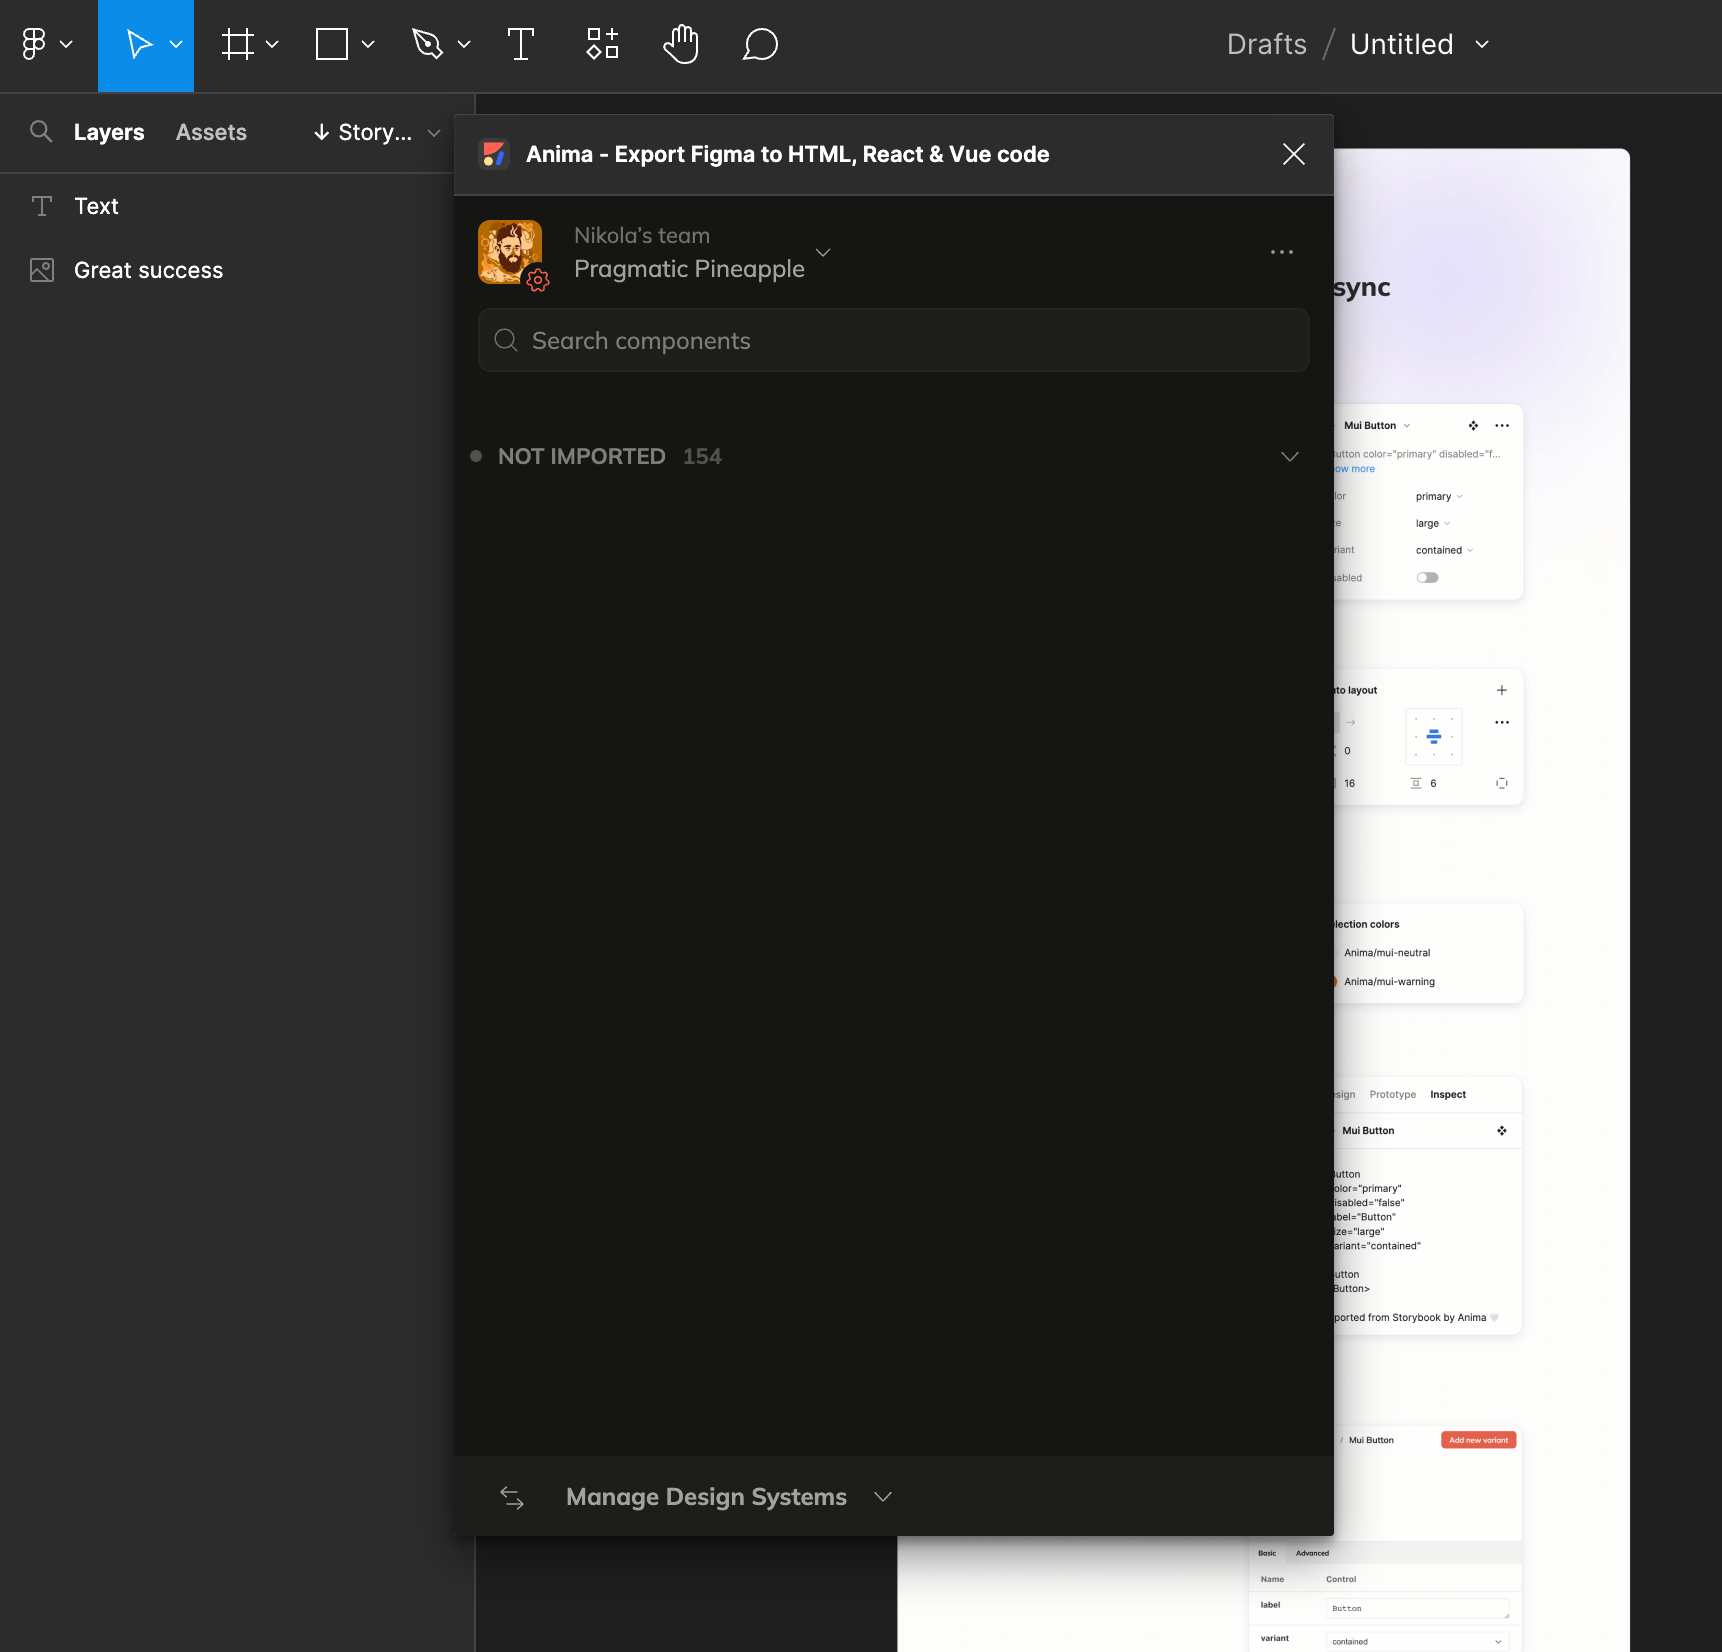 Drafts / Untitled
Layers
Assets
Story...
Text
Great success
Anima - Export Figma to HTML, React & Vue code
Nikola's team
Pragmatic Pineapple
Search components
NOT IMPORTED 154
Manage Design Systems
sync
Mui Button
utton color="primary" disabled="f...
ow more
lor
primary
ze
large
riant
contained
sabled
to layout
0
16
6
lection colors
Anima/mui-neutral
Anima/mui-warning
sign
Prototype
Inspect
Mui Button
utton
olor="primary"
isabled="false"
abel="Button"
ize="large"
ariant="contained"
utton
Button>
ported from Storybook by Anima 🤍
/ Mui Button
Add new variant
Basic
Advanced
Name
Control
label
Button
variant
contained